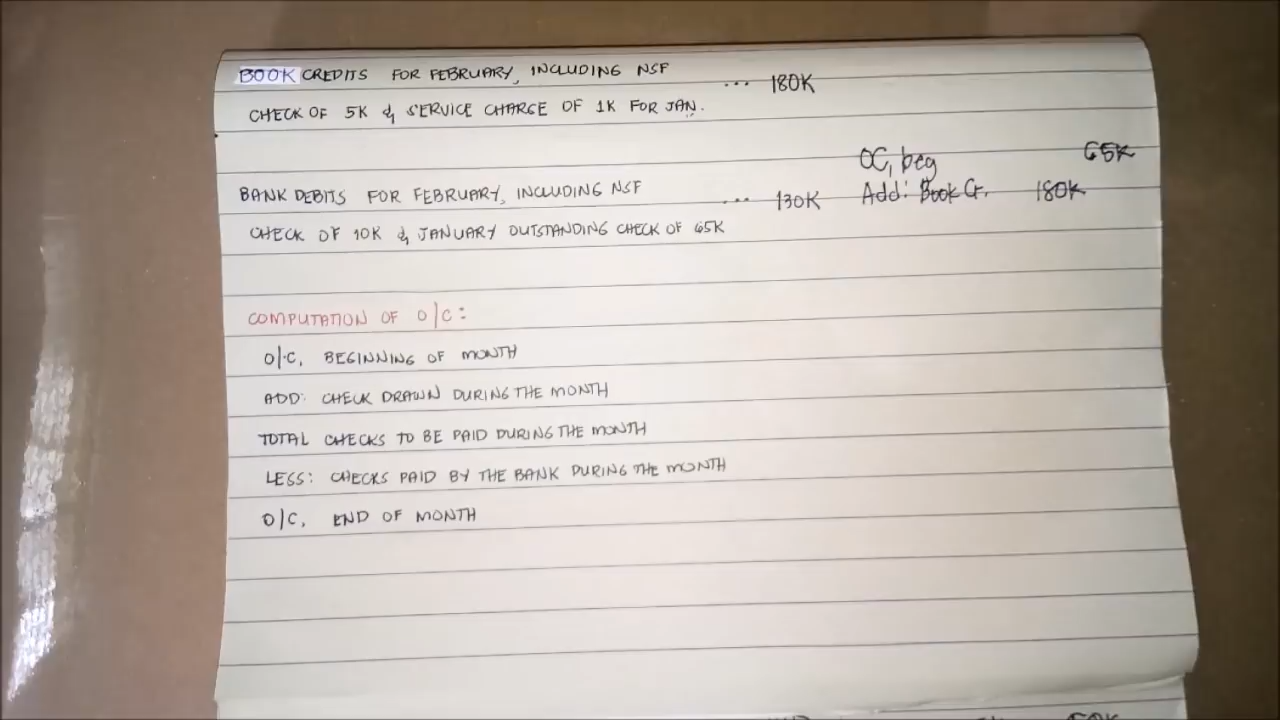 BOOK CREDITS FOR FEBRUARY, INCLUDING NSF ... 180K
CHECK OF 5K & SERVICE CHARGE OF 1K FOR JAN.
OC, beg 65K
BANK DEBITS FOR FEBRUARY, INCLUDING NSF ... 130K
Add: Book Cr. 180K
CHECK OF 10K & JANUARY OUTSTANDING CHECK OF 65K
COMPUTATION OF O/C:
O/C, BEGINNING OF MONTH
ADD: CHECK DRAWN DURING THE MONTH
TOTAL CHECKS TO BE PAID DURING THE MONTH
LESS: CHECKS PAID BY THE BANK DURING THE MONTH
O/C, END OF MONTH